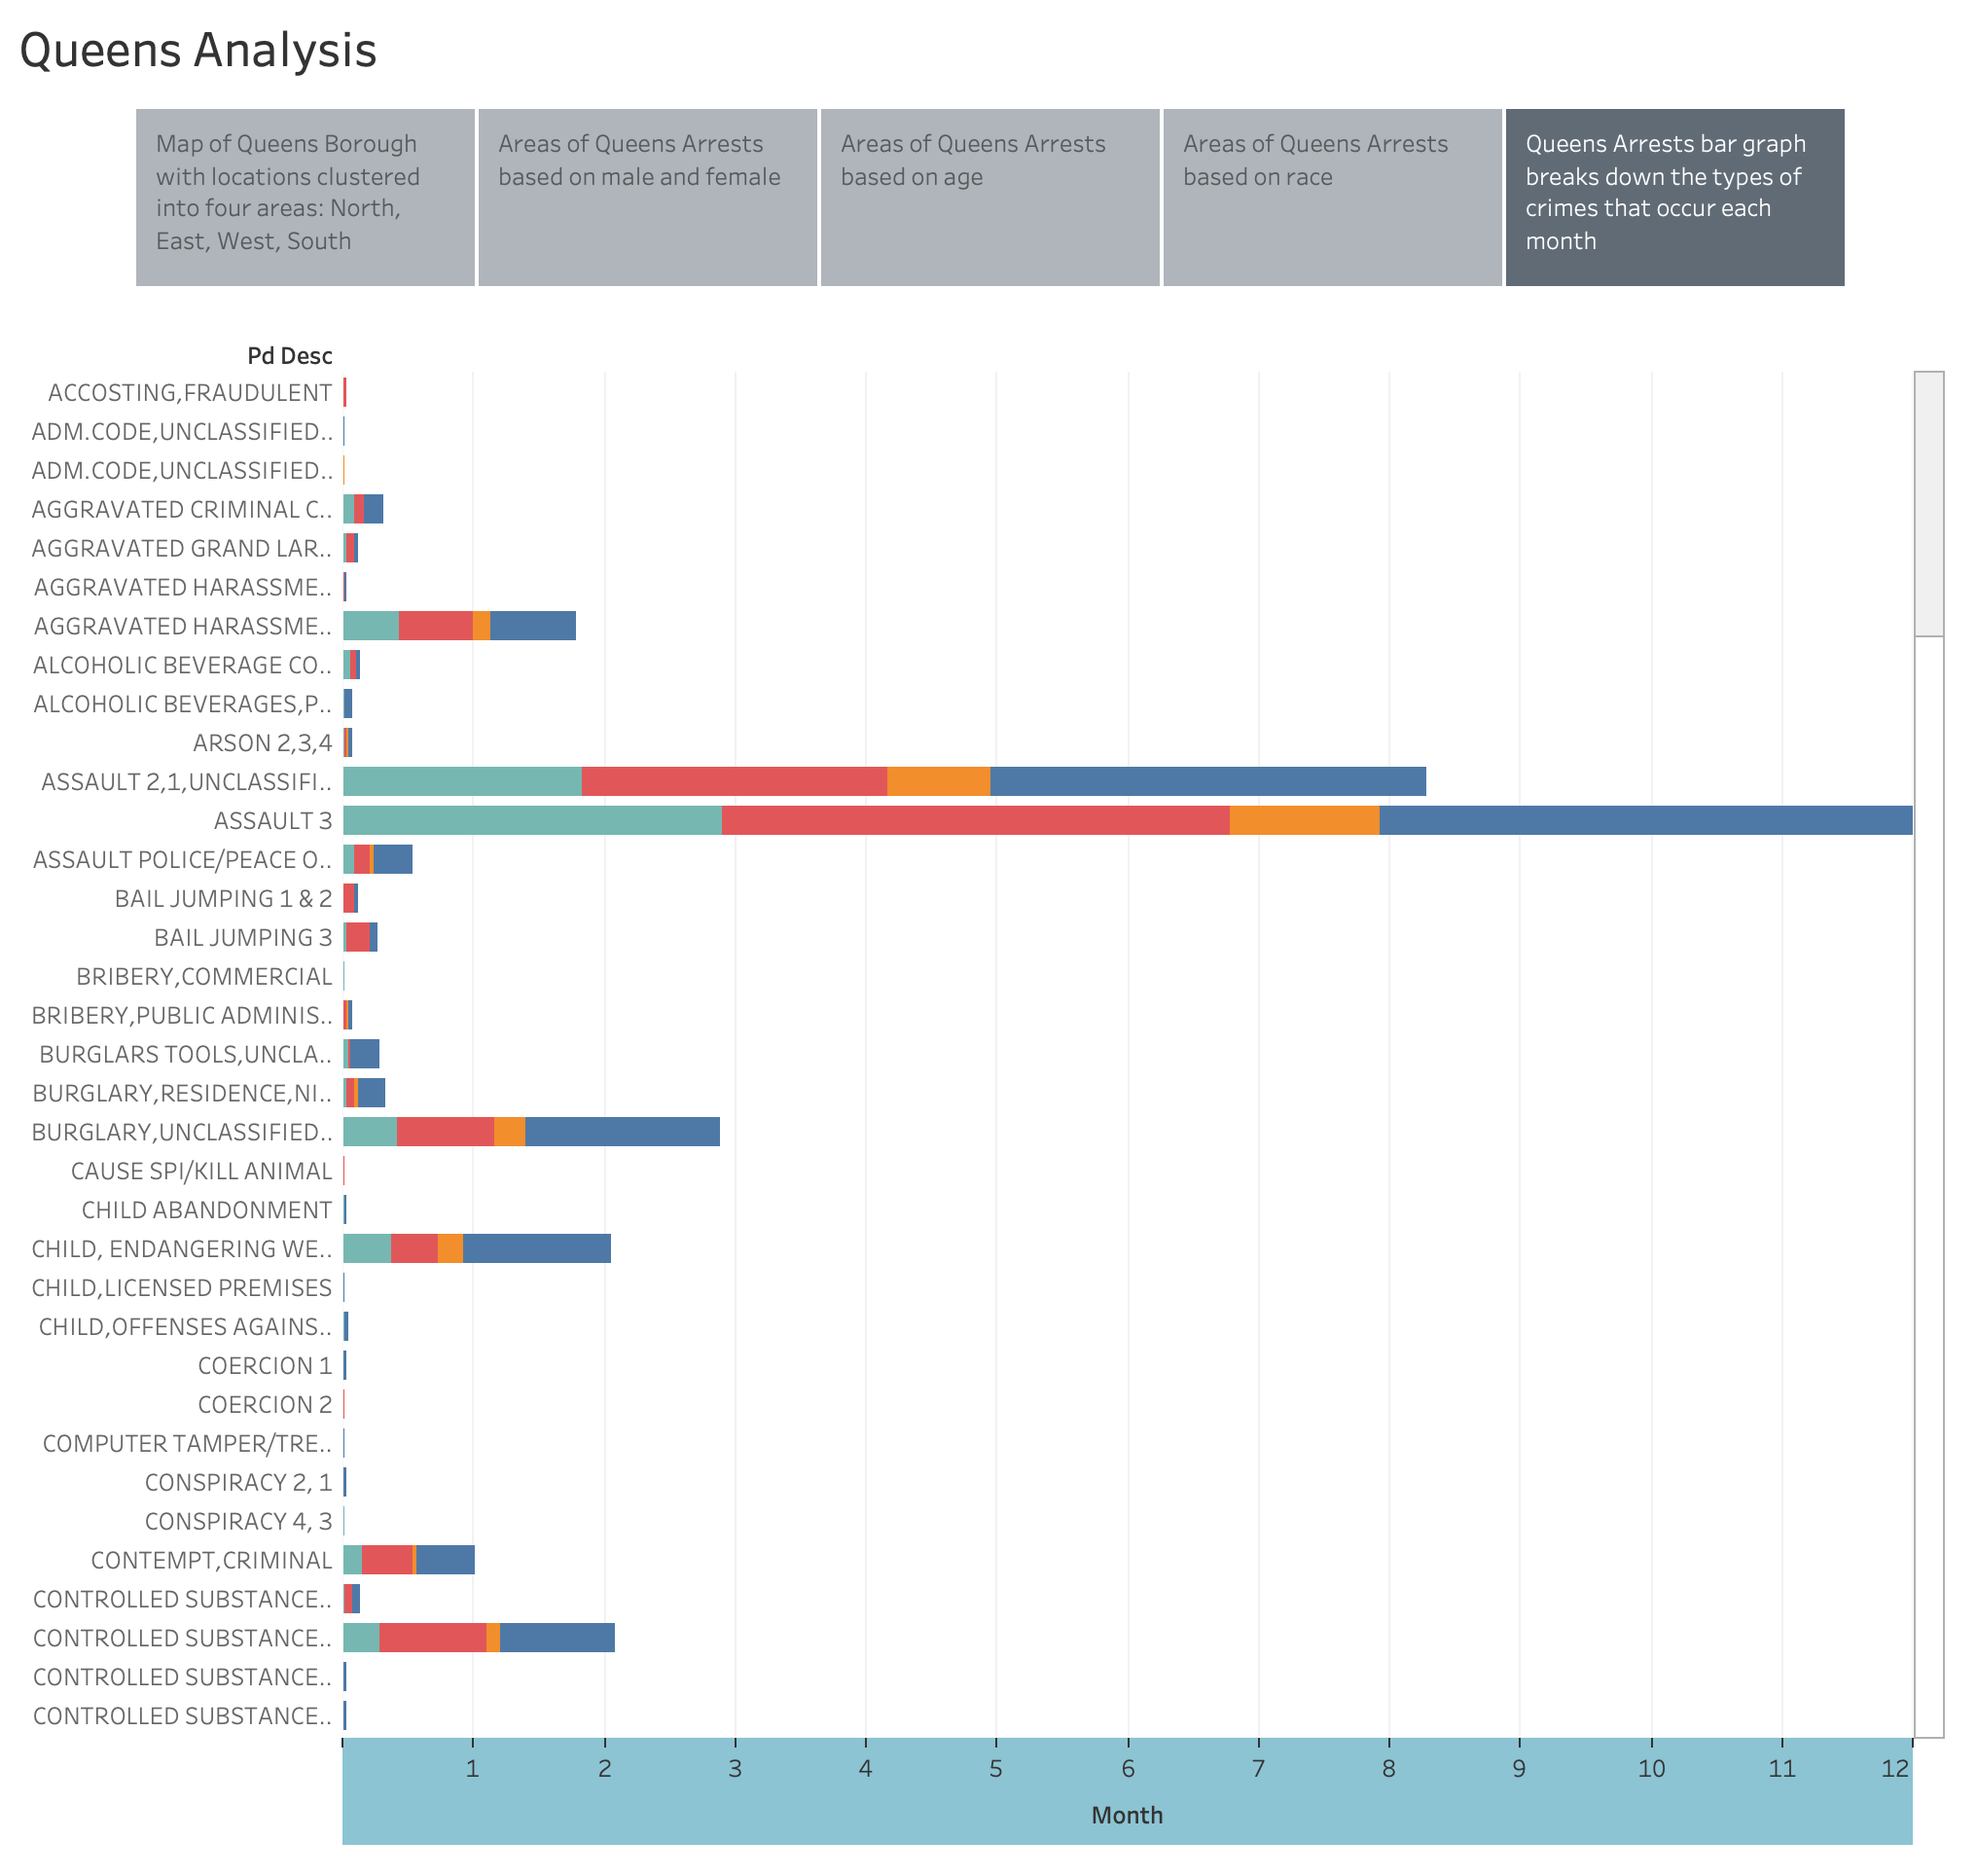 Queens Analysis
Map of Queens Borough
with locations clustered
into four areas: North,
East, West, South
Areas of Queens Arrests
based on male and female
Areas of Queens Arrests
based on age
Areas of Queens Arrests
based on race
Queens Arrests bar graph
breaks down the types of
crimes that occur each
month
Pd Desc
ACCOSTING,FRAUDULENT
ADM.CODE,UNCLASSIFIED..
ADM.CODE,UNCLASSIFIED..
AGGRAVATED CRIMINAL C..
AGGRAVATED GRAND LAR..
AGGRAVATED HARASSME..
AGGRAVATED HARASSME..
ALCOHOLIC BEVERAGE CO..
ALCOHOLIC BEVERAGES,P..
ARSON 2,3,4
ASSAULT 2,1,UNCLASSIFI..
ASSAULT 3
ASSAULT POLICE/PEACE O..
BAIL JUMPING 1 & 2
BAIL JUMPING 3
BRIBERY,COMMERCIAL
BRIBERY,PUBLIC ADMINIS..
BURGLARS TOOLS,UNCLA..
BURGLARY,RESIDENCE,NI..
BURGLARY,UNCLASSIFIED..
CAUSE SPI/KILL ANIMAL
CHILD ABANDONMENT
CHILD, ENDANGERING WE..
CHILD,LICENSED PREMISES
CHILD,OFFENSES AGAINS..
COERCION 1
COERCION 2
COMPUTER TAMPER/TRE..
CONSPIRACY 2, 1
CONSPIRACY 4, 3
CONTEMPT,CRIMINAL
CONTROLLED SUBSTANCE..
CONTROLLED SUBSTANCE..
CONTROLLED SUBSTANCE..
CONTROLLED SUBSTANCE..
1 2 3 4 5 6 7 8 9 10 11 12
Month